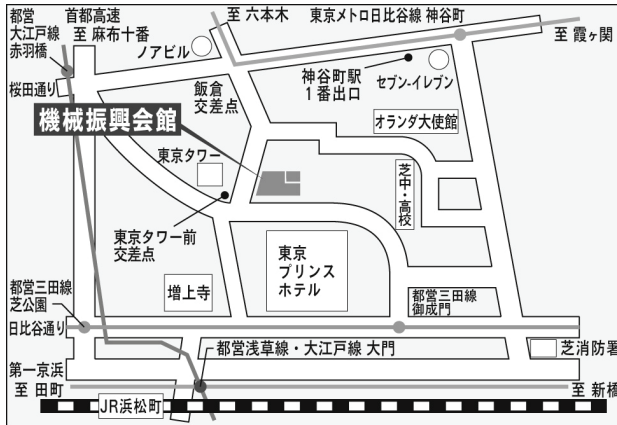 都営
大江戸線
赤羽橋
首都高速
至 麻布十番
至 六本木
東京メトロ日比谷線 神谷町
至 霞ヶ関
ノアビル
桜田通り
飯倉
交差点
神谷町駅
1番出口
セブン-イレブン
機械振興会館
オランダ大使館
東京タワー
芝中・高校
東京タワー前
交差点
東京
プリンス
ホテル
増上寺
都営三田線
芝公園
都営三田線
御成門
日比谷通り
都営浅草線・大江戸線 大門
芝消防署
第一京浜
至 田町
至 新橋
JR浜松町